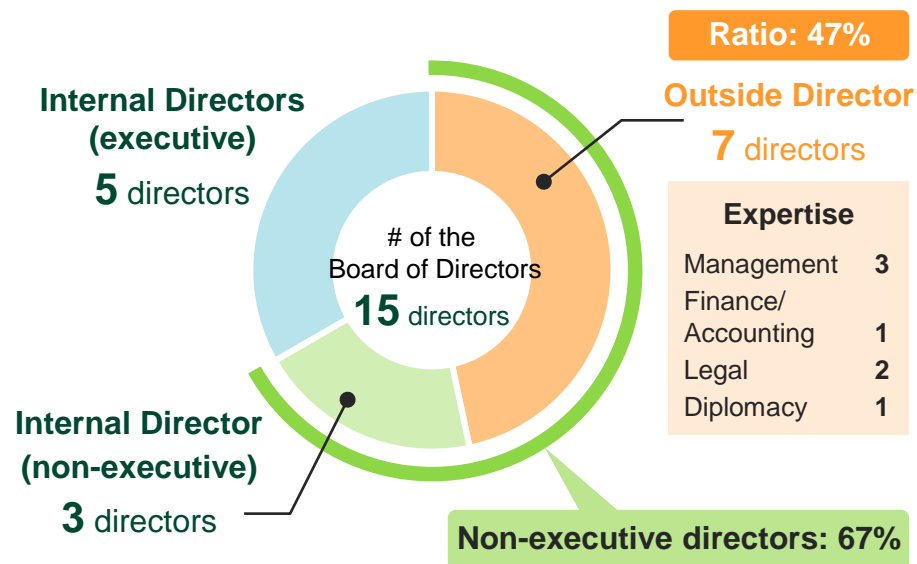 Ratio: 47%
Outside Director
7 directors
Internal Directors
(executive)
5 directors
# of the
Board of Directors
15 directors
Expertise
Management 3
Finance/
Accounting 1
Legal 2
Diplomacy 1
Internal Director
(non-executive)
3 directors
Non-executive directors: 67%